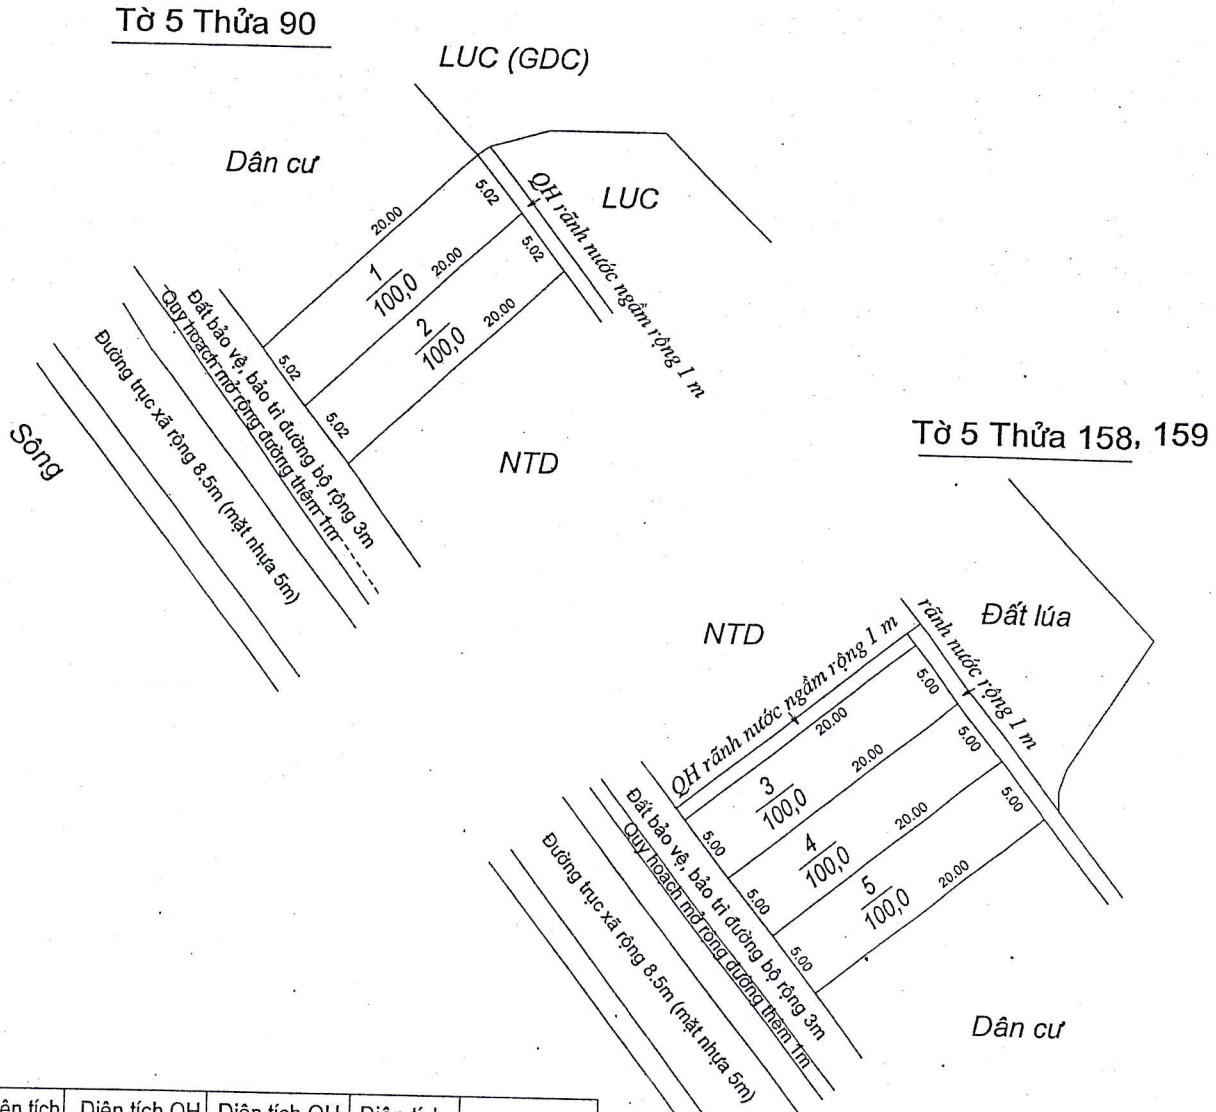 Tờ 5 Thửa 90
LUC (GDC)
Dân cư
LUC
QH rãnh nước ngầm rộng 1 m
5.02
20.00
1
100,0
20.00
5.02
2
100,0
20.00
5.02
5.02
Đất bảo vệ, bảo trì đường bộ rộng 3m
Quy hoạch mở rộng đường thêm 1m
Đường trục xã rộng 8.5m (mặt nhựa 5m)
Sông
NTD
Tờ 5 Thửa 158, 159
NTD
Đất lúa
rãnh nước rộng 1 m
QH rãnh nước ngầm rộng 1 m
5.00
20.00
3
100,0
20.00
5.00
5.00
4
100,0
20.00
5.00
5.00
5
100,0
20.00
5.00
Đất bảo vệ, bảo trì đường bộ rộng 3m
Quy hoạch mở rộng đường thêm 1m
Đường trục xã rộng 8.5m (mặt nhựa 5m)
Dân cư
Diện tích QH